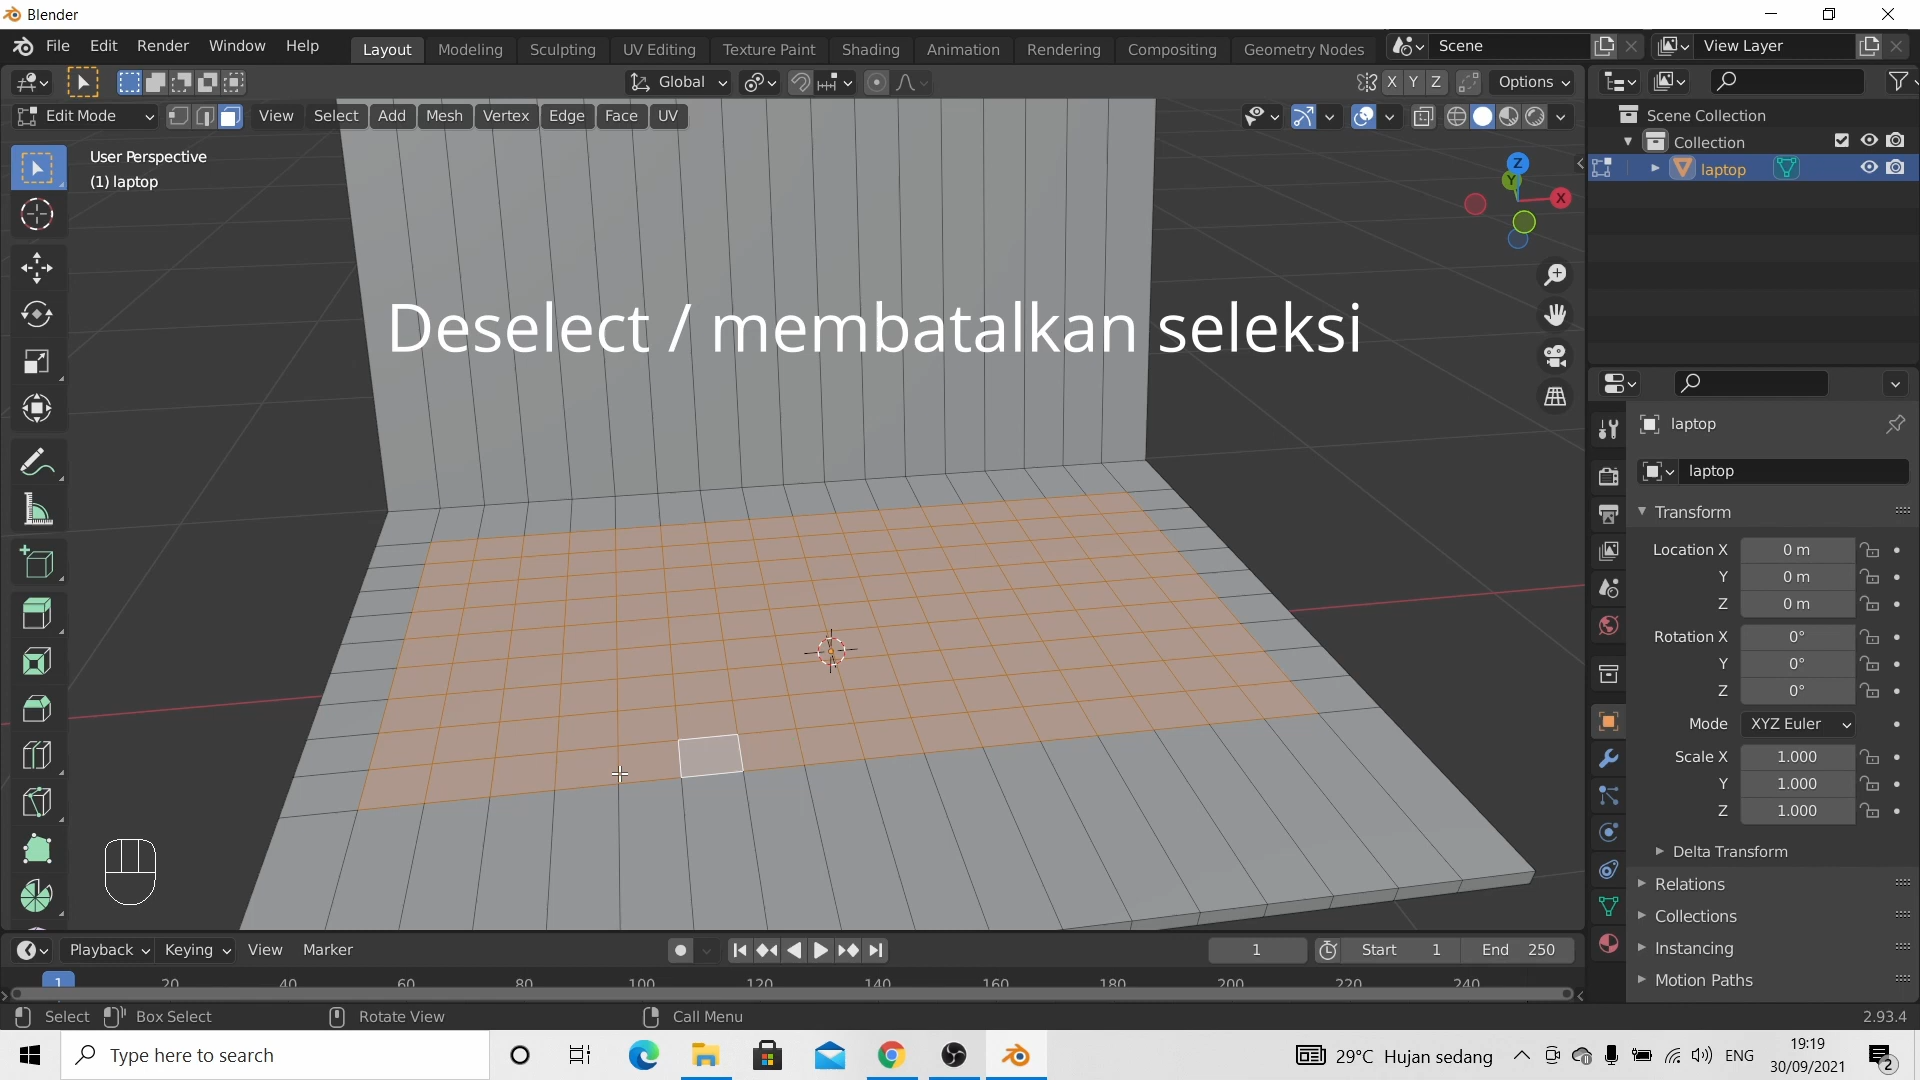 Blender
File Edit Render Window Help Layout Modeling Sculpting UV Editing Texture Paint Shading Animation Rendering Compositing Geometry Nodes Scene View Layer
Global X Y Z Options
Edit Mode View Select Add Mesh Vertex Edge Face UV
User Perspective
(1) laptop
Z
Y
X
Scene Collection
Collection
laptop
Deselect / membatalkan seleksi
laptop
laptop
Transform
Location X 0 m
Y 0 m
Z 0 m
Rotation X 0°
Y 0°
Z 0°
Mode XYZ Euler
Scale X 1.000
Y 1.000
Z 1.000
Delta Transform
Relations
Collections
Instancing
Motion Paths
Playback Keying View Marker 1 Start 1 End 250
1 20 40 60 80 100 120 140 160 180 200 220 240
Select Box Select Rotate View Call Menu 2.93.4
Type here to search 29°C Hujan sedang ENG 19:19
30/09/2021 2